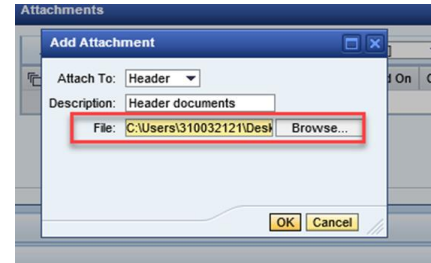 Attachments
Add Attachment
d On
Attach To: Header
Description: Header documents
File: C:\Users\310032121\Desk Browse...
OK Cancel